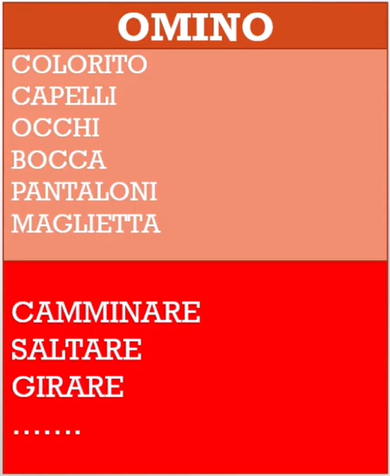 OMINO
COLORITO
CAPELLI
OCCHI
BOCCA
PANTALONI
MAGLIETTA
CAMMINARE
SALTARE
GIRARE
.......